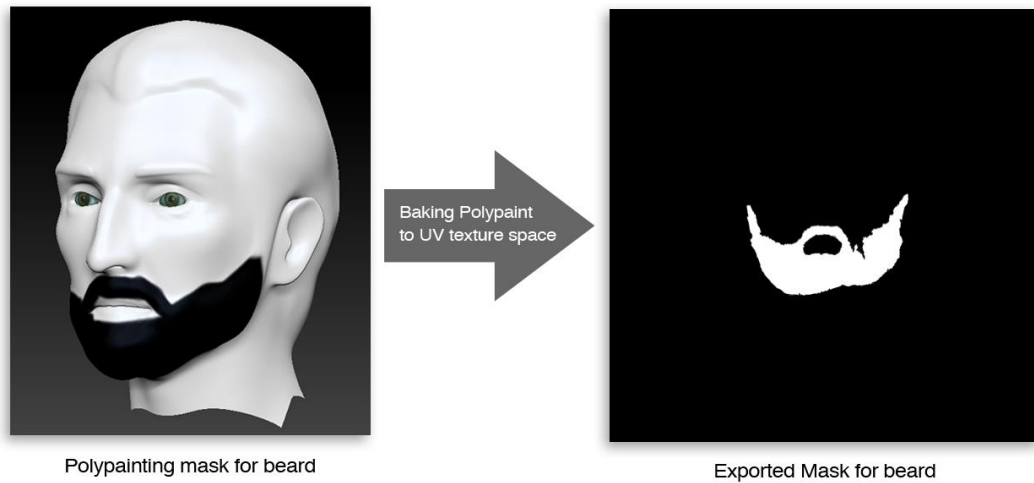 Baking Polypaint
to UV texture space
Polypainting mask for beard
Exported Mask for beard